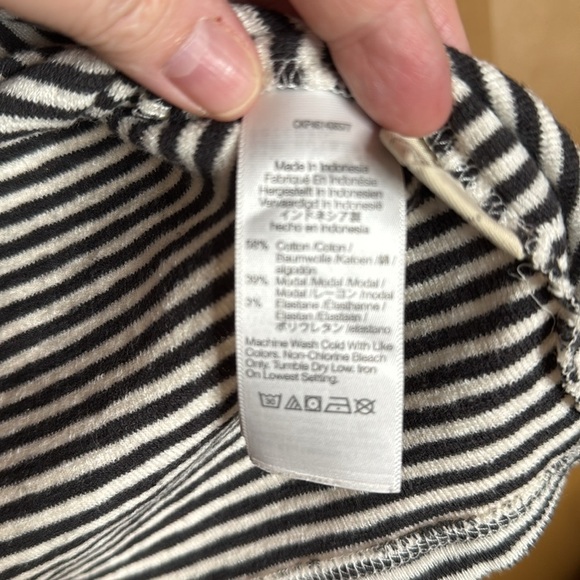 Made In Indonesia
Fabriqué En Indonésie
Hergestellt In Indonesien
Vervaardigd In Indonesië
インドネシア製
hecho en Indonesia
58% Cotton /Coton /
Baumwolle /Katoen /綿 /
algodón
39% Modal /Modal /Modal /
Modal /レーヨン /modal
3% Elastane /Élasthanne /
Elastan /Elasthan /
ポリウレタン /elastano
Machine Wash Cold With Like
Colors. Non-Chlorine Bleach
Only. Tumble Dry Low. Iron
On Lowest Setting.